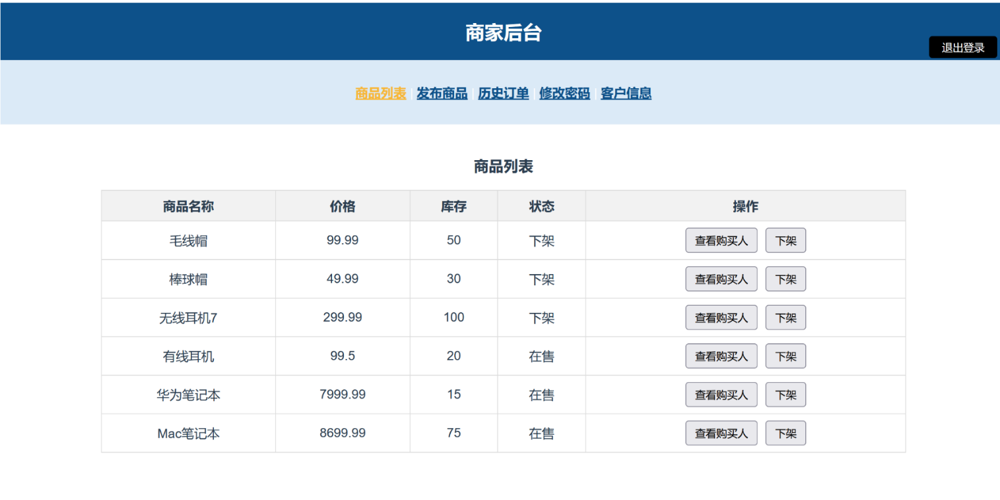 商家后台
退出登录
商品列表 发布商品 历史订单 修改密码 客户信息
商品列表
商品名称 价格 库存 状态 操作
毛线帽 99.99 50 下架 查看购买人 下架
棒球帽 49.99 30 下架 查看购买人 下架
无线耳机7 299.99 100 下架 查看购买人 下架
有线耳机 99.5 20 在售 查看购买人 下架
华为笔记本 7999.99 15 在售 查看购买人 下架
Mac笔记本 8699.99 75 在售 查看购买人 下架